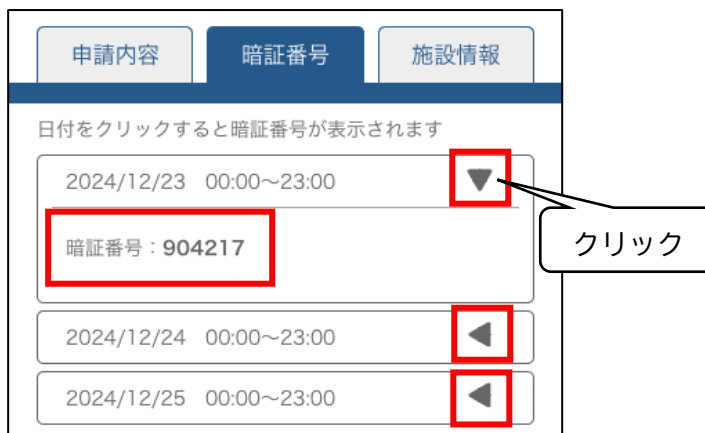 申請内容 暗証番号 施設情報
日付をクリックすると暗証番号が表示されます
2024/12/23 00:00～23:00
クリック
暗証番号：904217
2024/12/24 00:00～23:00
2024/12/25 00:00～23:00